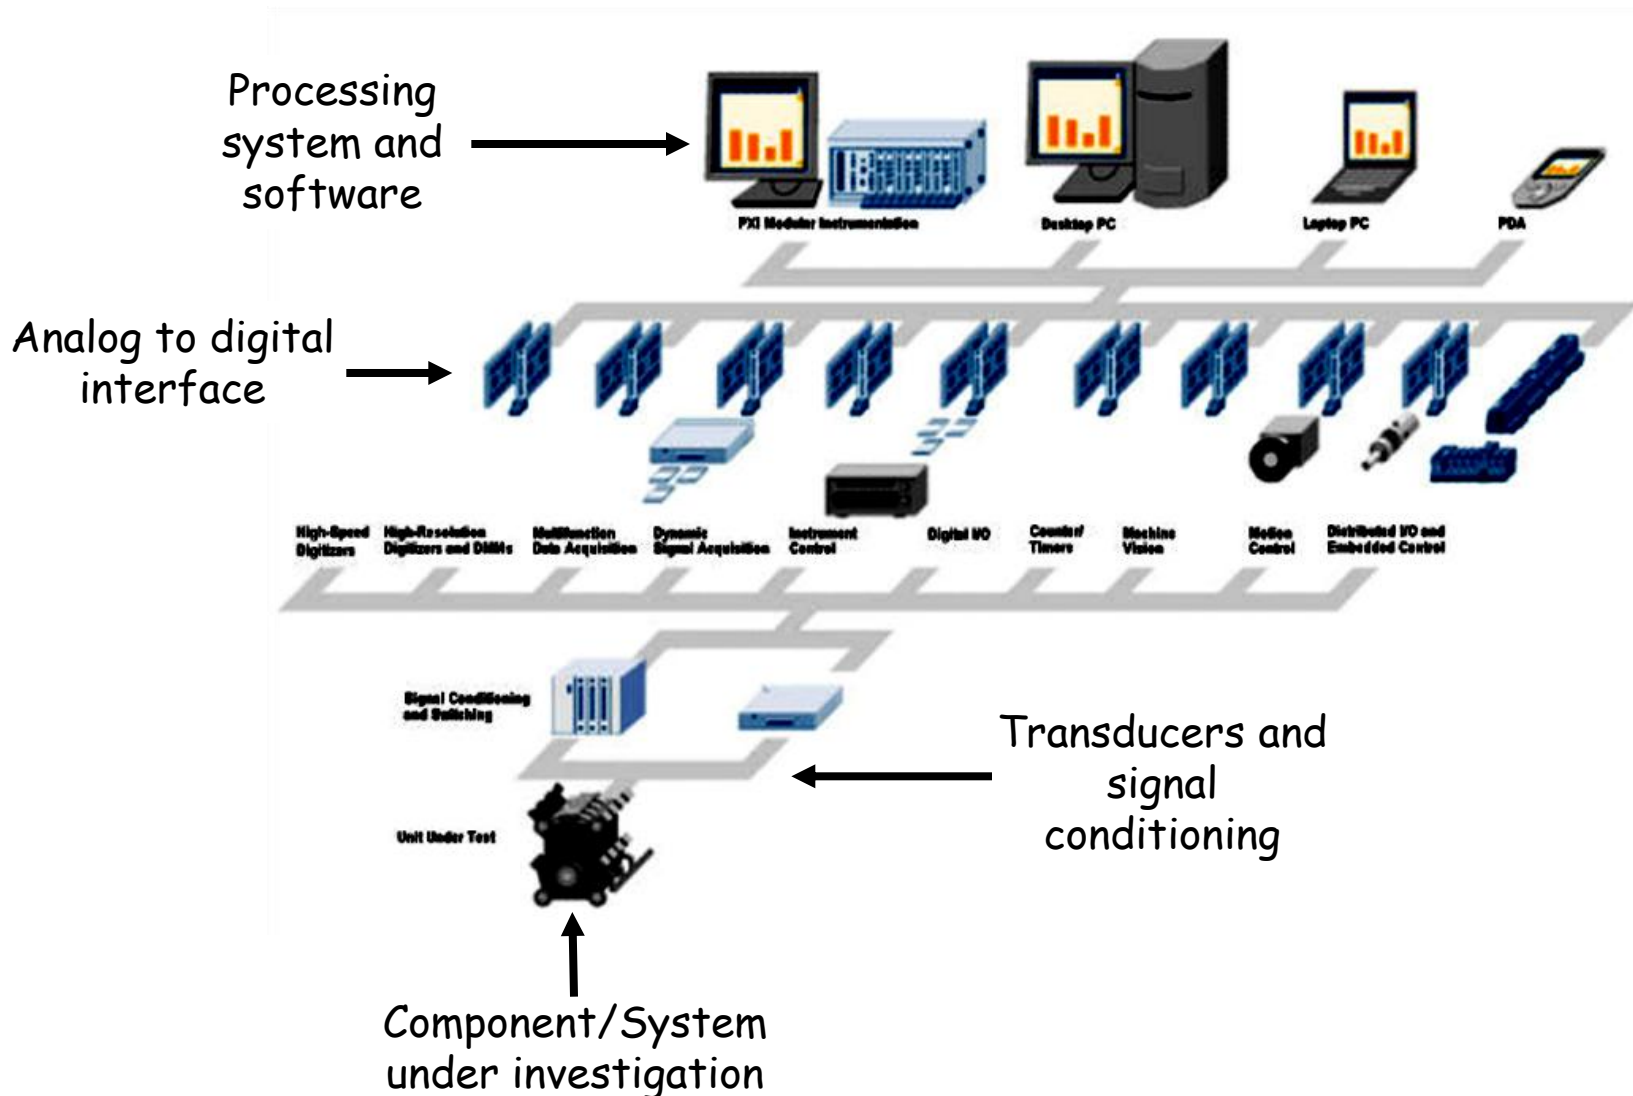 Processing
system and
software
PXI Modular Instrumentation
Desktop PC
Laptop PC
PDA
Analog to digital
interface
High-Speed
Digitizers
High-Resolution
Digitizers and DMMs
Multifunction
Data Acquisition
Dynamic
Signal Acquisition
Instrument
Control
Digital I/O
Counter/
Timers
Machine
Vision
Motion
Control
Distributed I/O and
Embedded Control
Signal Conditioning
and Switching
Transducers and
signal
conditioning
Unit Under Test
Component/System
under investigation